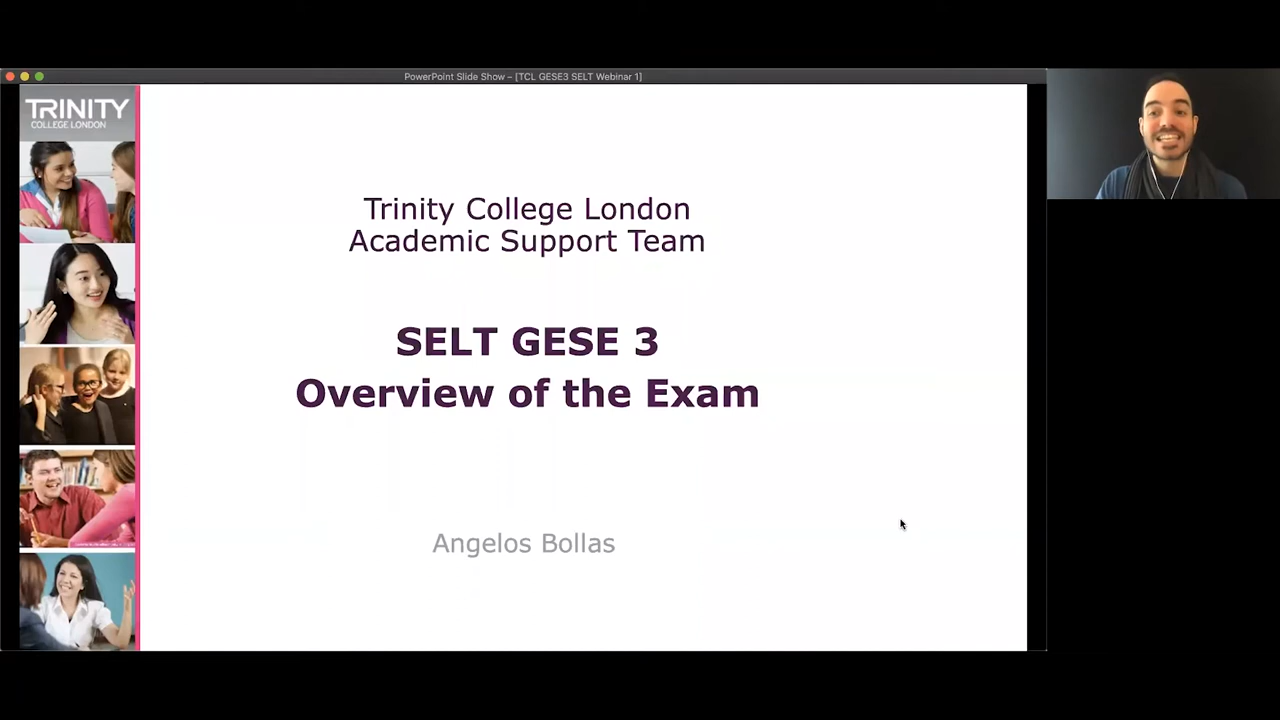 PowerPoint Slide Show – [TCL GESE3 SELT Webinar 1]
TRINITY
COLLEGE LONDON
Trinity College London
Academic Support Team
SELT GESE 3
Overview of the Exam
Angelos Bollas